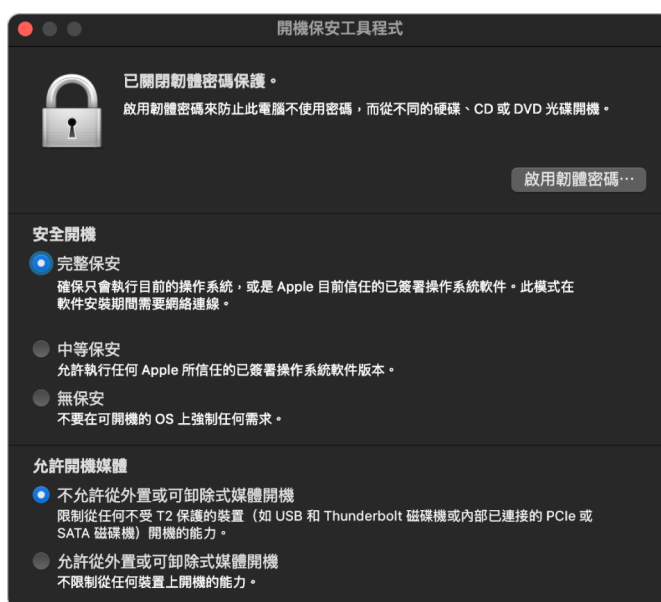 開機保安工具程式
已關閉韌體密碼保護。
啟用韌體密碼來防止此電腦不使用密碼，而從不同的硬碟、CD 或 DVD 光碟開機。
啟用韌體密碼⋯
安全開機
完整保安
確保只會執行目前的操作系統，或是 Apple 目前信任的已簽署操作系統軟件。此模式在
軟件安裝期間需要網絡連線。
中等保安
允許執行任何 Apple 所信任的已簽署操作系統軟件版本。
無保安
不要在可開機的 OS 上強制任何需求。
允許開機媒體
不允許從外置或可卸除式媒體開機
限制從任何不受 T2 保護的裝置（如 USB 和 Thunderbolt 磁碟機或內部已連接的 PCIe 或
SATA 磁碟機）開機的能力。
允許從外置或可卸除式媒體開機
不限制從任何裝置上開機的能力。